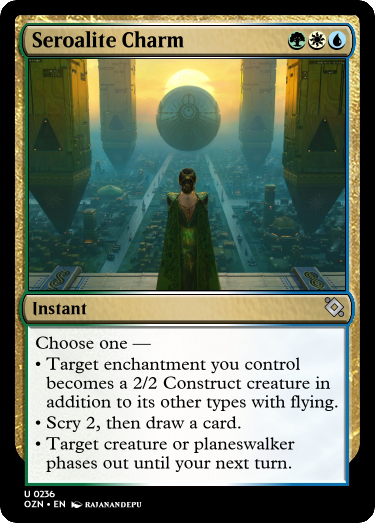 Seroalite Charm
Instant
Choose one —
• Target enchantment you control
becomes a 2/2 Construct creature in
addition to its other types with flying.
• Scry 2, then draw a card.
• Target creature or planeswalker
phases out until your next turn.
U 0236
OZN • EN RAJANANDEPU